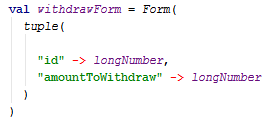 val withdrawForm = Form(
tuple(
"id" -> longNumber,
"amountToWithdraw" -> longNumber
)
)